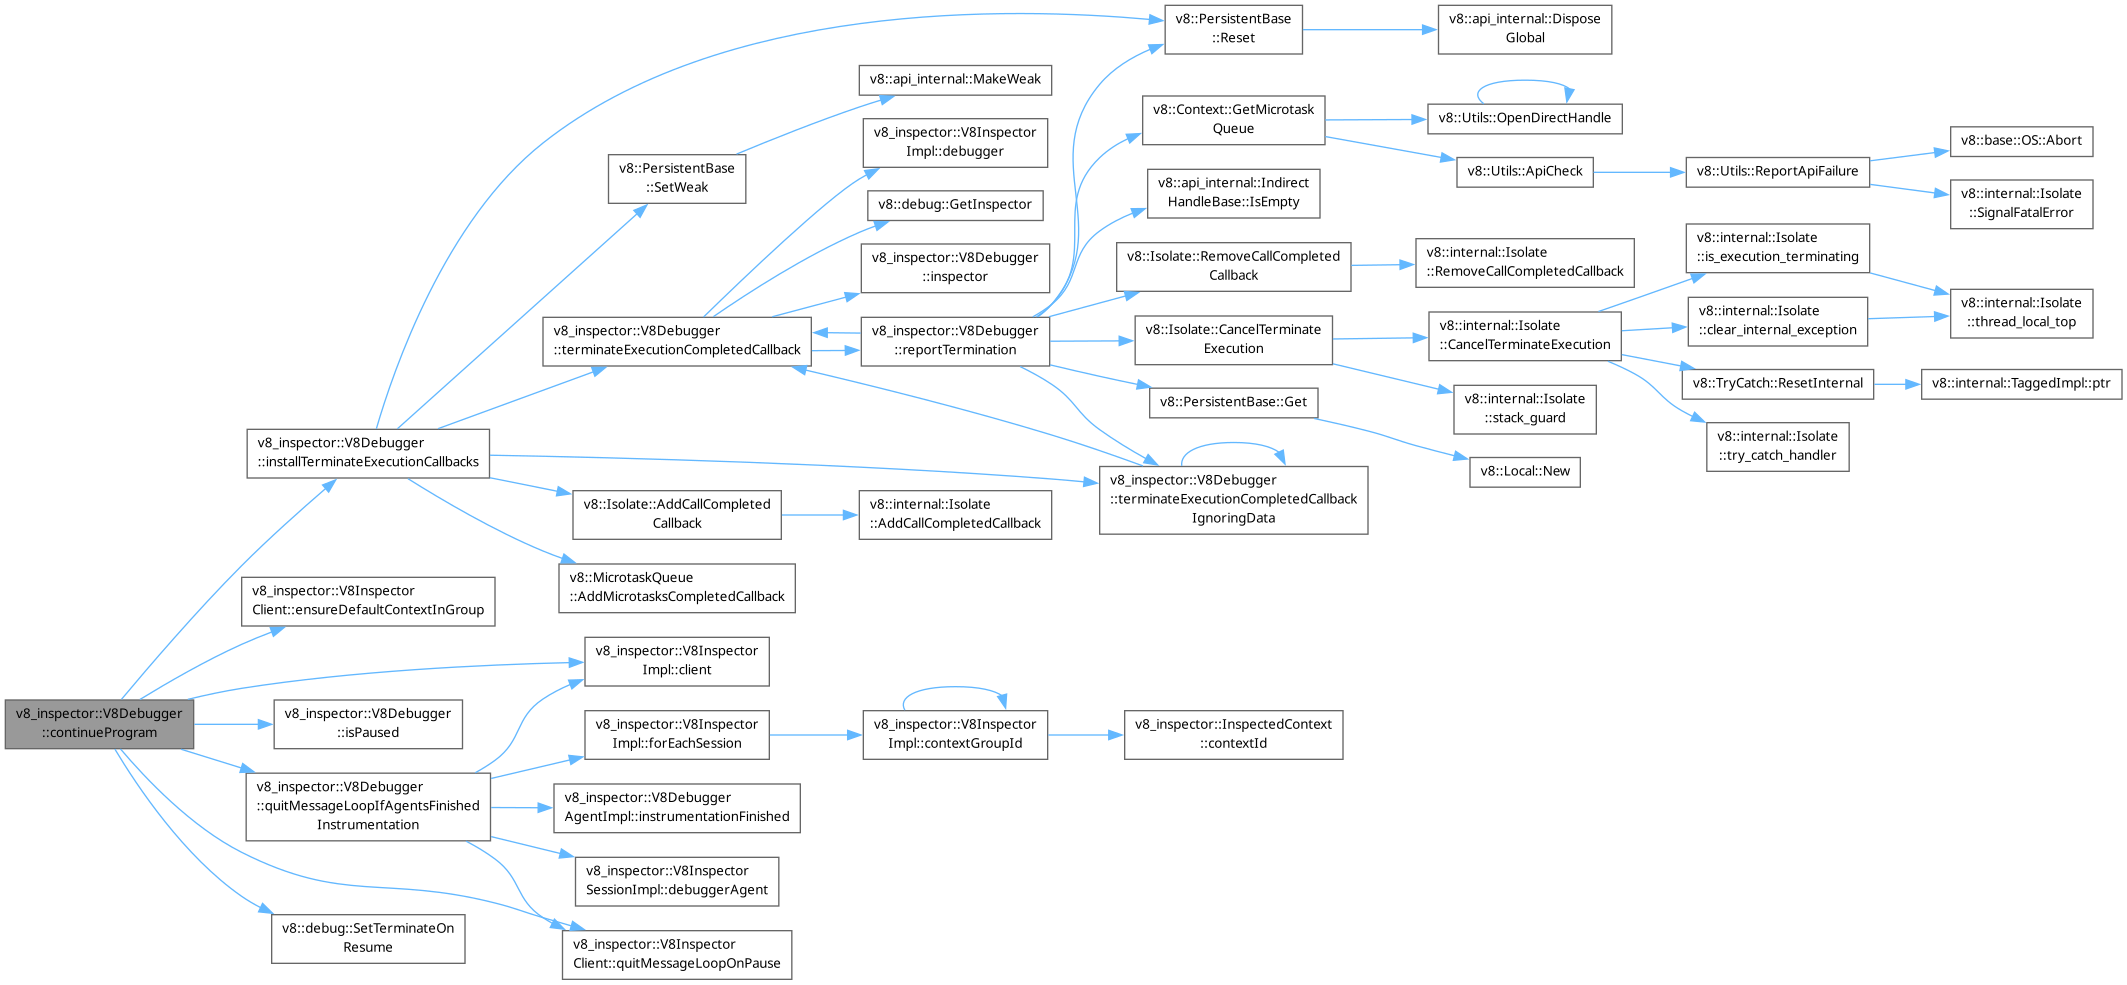 v8::PersistentBase
::Reset
v8::api_internal::Dispose
Global
v8::api_internal::MakeWeak
v8::Context::GetMicrotask
Queue
v8::Utils::OpenDirectHandle
v8_inspector::V8Inspector
Impl::debugger
v8::base::OS::Abort
v8::PersistentBase
::SetWeak
v8::Utils::ApiCheck
v8::Utils::ReportApiFailure
v8::api_internal::Indirect
HandleBase::IsEmpty
v8::internal::Isolate
::SignalFatalError
v8::debug::GetInspector
v8_inspector::V8Debugger
::inspector
v8::Isolate::RemoveCallCompleted
Callback
v8::internal::Isolate
::RemoveCallCompletedCallback
v8::internal::Isolate
::is_execution_terminating
v8_inspector::V8Debugger
::terminateExecutionCompletedCallback
v8_inspector::V8Debugger
::reportTermination
v8::Isolate::CancelTerminate
Execution
v8::internal::Isolate
::CancelTerminateExecution
v8::internal::Isolate
::clear_internal_exception
v8::internal::Isolate
::thread_local_top
v8::TryCatch::ResetInternal
v8::internal::TaggedImpl::ptr
v8::PersistentBase::Get
v8::internal::Isolate
::stack_guard
v8::internal::Isolate
::try_catch_handler
v8_inspector::V8Debugger
::installTerminateExecutionCallbacks
v8::Local::New
v8_inspector::V8Debugger
::terminateExecutionCompletedCallback
IgnoringData
v8::Isolate::AddCallCompleted
Callback
v8::internal::Isolate
::AddCallCompletedCallback
v8::MicrotaskQueue
::AddMicrotasksCompletedCallback
v8_inspector::V8Inspector
Client::ensureDefaultContextInGroup
v8_inspector::V8Inspector
Impl::client
v8_inspector::V8Debugger
::continueProgram
v8_inspector::V8Debugger
::isPaused
v8_inspector::V8Inspector
Impl::forEachSession
v8_inspector::V8Inspector
Impl::contextGroupId
v8_inspector::InspectedContext
::contextId
v8_inspector::V8Debugger
::quitMessageLoopIfAgentsFinished
Instrumentation
v8_inspector::V8Debugger
AgentImpl::instrumentationFinished
v8_inspector::V8Inspector
SessionImpl::debuggerAgent
v8::debug::SetTerminateOn
Resume
v8_inspector::V8Inspector
Client::quitMessageLoopOnPause